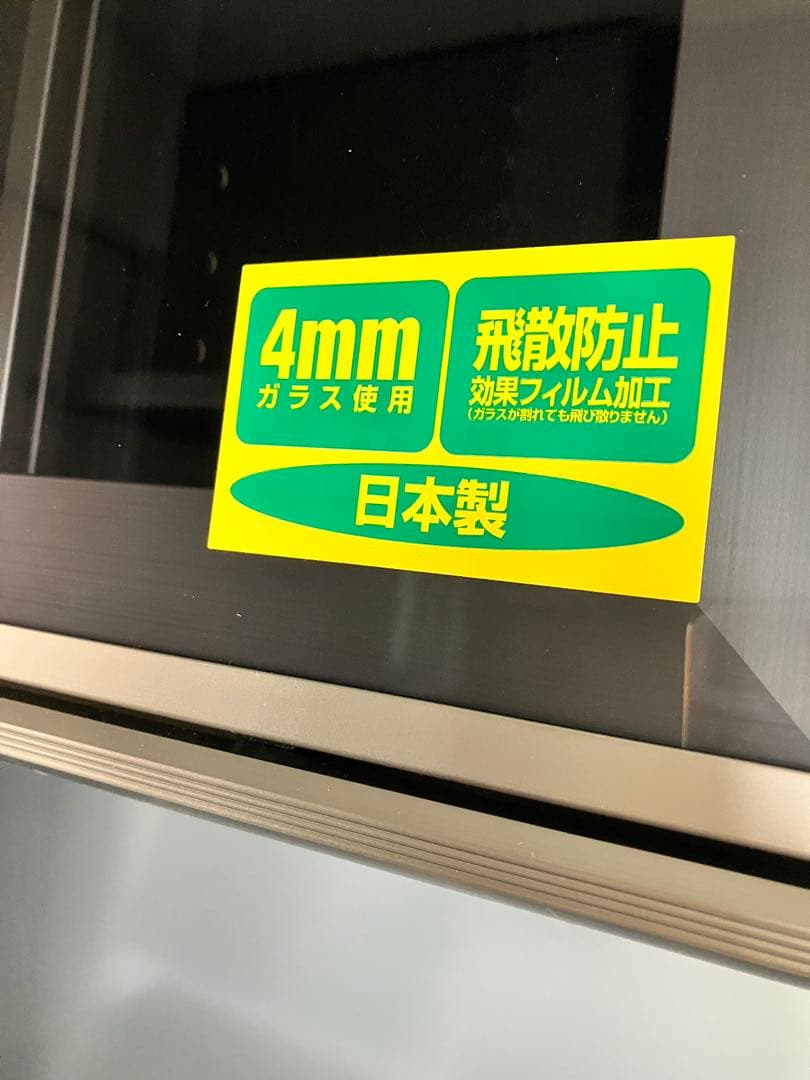 4mm
ガラス使用
飛散防止
効果フィルム加工
(ガラスが割れても飛び散りません)
日本製